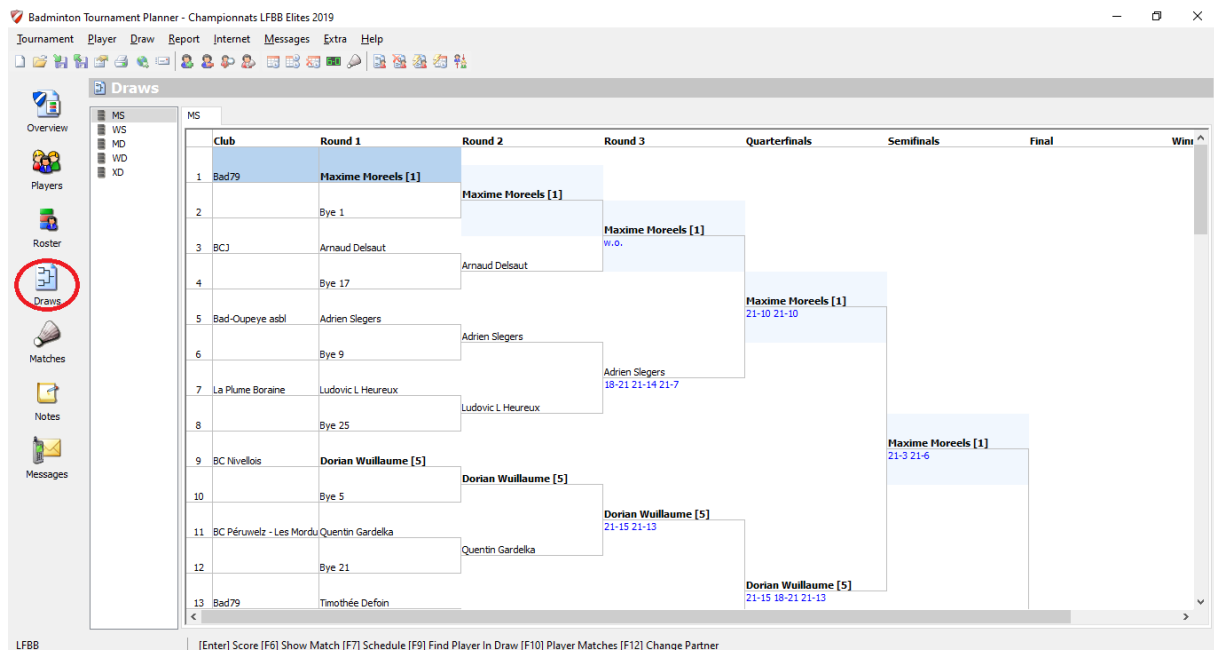 Badminton Tournament Planner - Championnats LFBB Elites 2019
Tournament Player Draw Report Internet Messages Extra Help
Draws
Overview
Players
Roster
Draws
Matches
Notes
Messages
MS
WS
MD
WD
XD
MS
Club Round 1 Round 2 Round 3 Quarterfinals Semifinals Final
1 Bad79 Maxime Moreels [1]
Maxime Moreels [1]
2 Bye 1
Maxime Moreels [1]
w.o.
3 BCJ Arnaud Delsaut
Arnaud Delsaut
4 Bye 17
Maxime Moreels [1]
21-10 21-10
5 Bad-Oupeye asbl Adrien Slegers
Adrien Slegers
6 Bye 9
Adrien Slegers
18-21 21-14 21-7
7 La Plume Boraine Ludovic L Heureux
Ludovic L Heureux
8 Bye 25
Maxime Moreels [1]
21-3 21-6
9 BC Nivellois Dorian Wuillaume [5]
Dorian Wuillaume [5]
10 Bye 5
Dorian Wuillaume [5]
21-15 21-13
11 BC Péruwelz - Les Mordu Quentin Gardelka
Quentin Gardelka
12 Bye 21
Dorian Wuillaume [5]
21-15 18-21 21-13
13 Bad79 Timothée Defoin
LFBB [Enter] Score [F6] Show Match [F7] Schedule [F9] Find Player In Draw [F10] Player Matches [F12] Change Partner